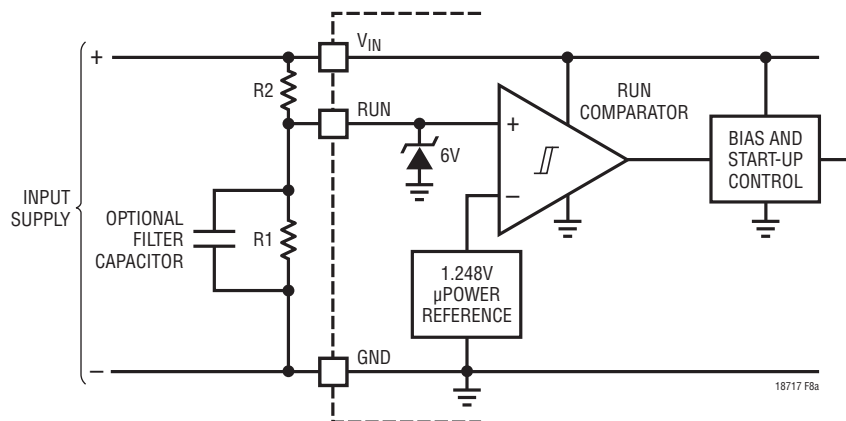 V_IN
+
R2
RUN
RUN
COMPARATOR
+
6V
BIAS AND
START-UP
CONTROL
INPUT
SUPPLY
OPTIONAL
FILTER
CAPACITOR
R1
–
1.248V
µPOWER
REFERENCE
GND
–
18717 F8a